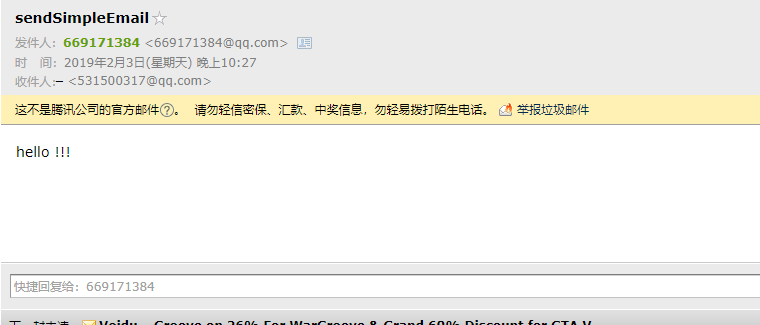 sendSimpleEmail
发件人: 669171384 <669171384@qq.com>
时 间: 2019年2月3日(星期天) 晚上10:27
收件人:– <531500317@qq.com>
这不是腾讯公司的官方邮件?。 请勿轻信密保、汇款、中奖信息，勿轻易拨打陌生电话。 举报垃圾邮件
hello !!!
快捷回复给: 669171384